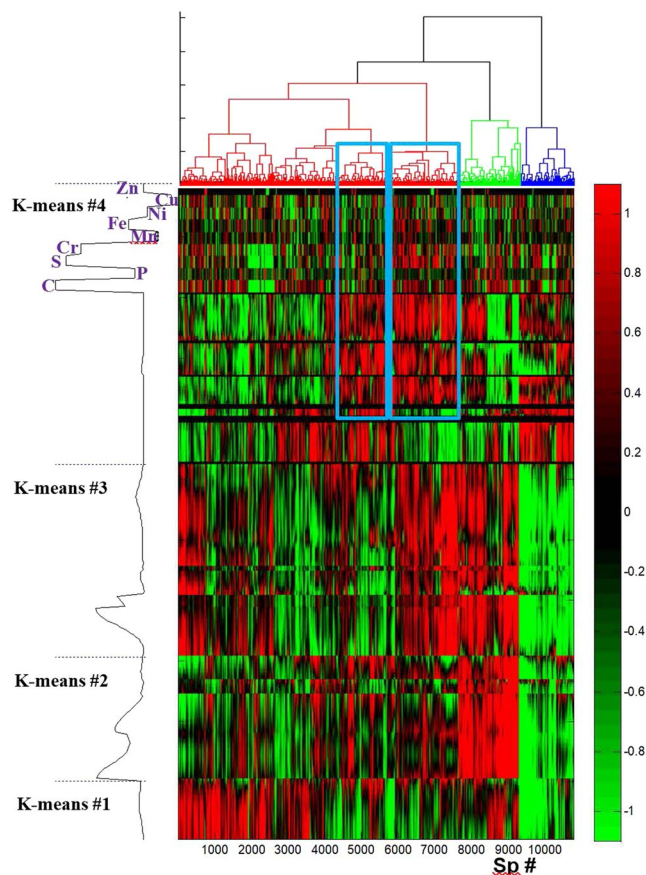 Zn
K-means #4
Cu
Ni
Fe
Mn
Cr
S
P
C
K-means #3
K-means #2
K-means #1
1
0.8
0.6
0.4
0.2
0
-0.2
-0.4
-0.6
-0.8
-1
1000 2000 3000 4000 5000 6000 7000 8000 9000 10000
Sp #